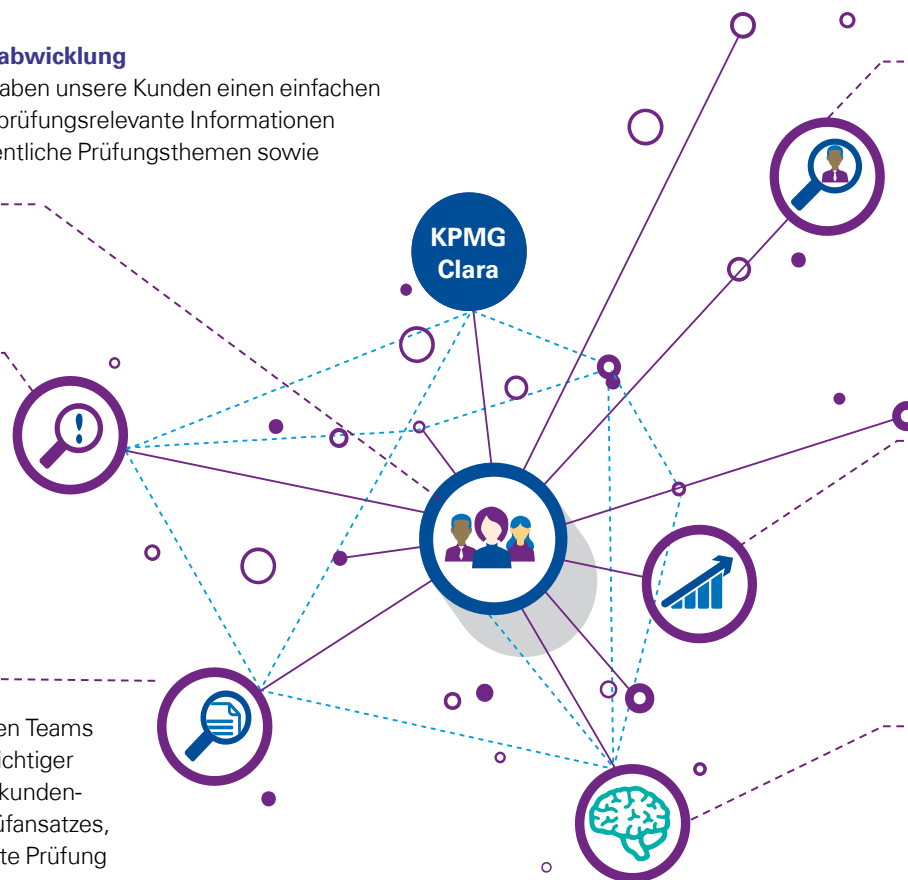 abwicklung
aben unsere Kunden einen einfachen
prüfungsrelevante Informationen
entliche Prüfungsthemen sowie
KPMG
Clara
en Teams
ichtiger
kunden-
üfansatzes,
te Prüfung